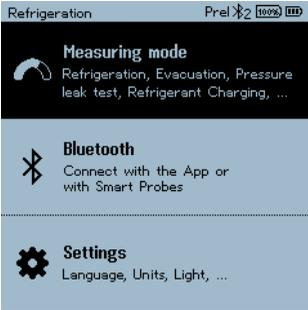 Refrigeration Prel 2 100%
Measuring mode
Refrigeration, Evacuation, Pressure
leak test, Refrigerant Charging, ...
Bluetooth
Connect with the App or
with Smart Probes
Settings
Language, Units, Light, ...